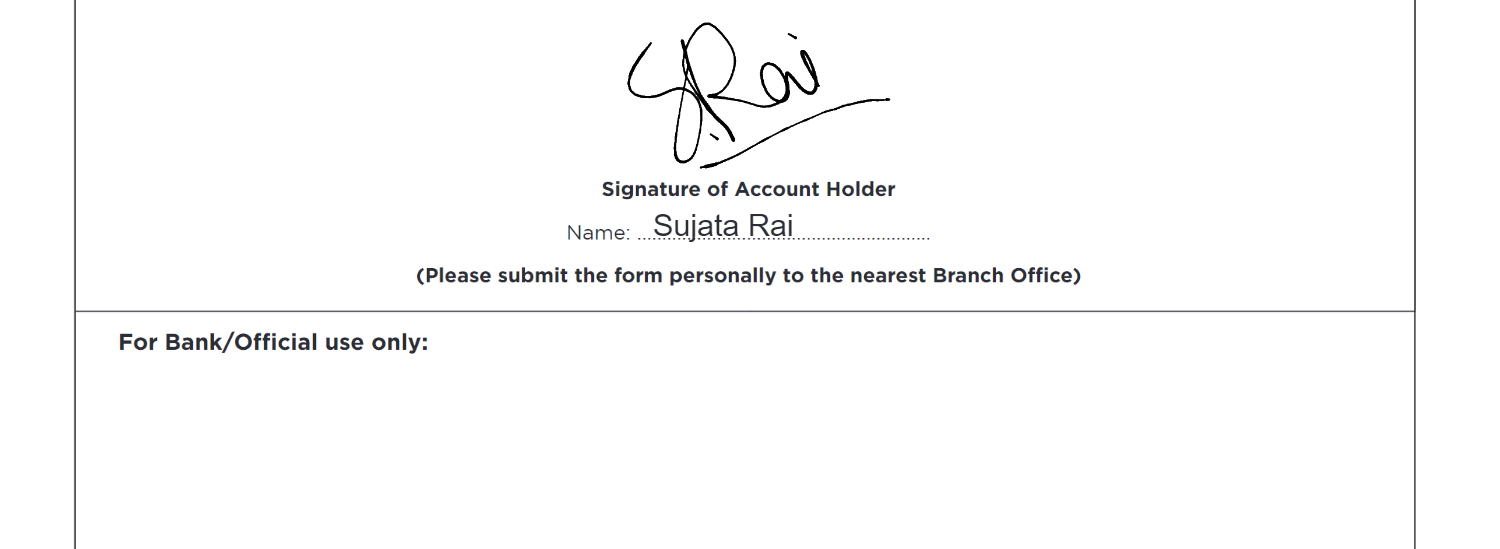 S.Rai
Signature of Account Holder
Name: Sujata Rai
(Please submit the form personally to the nearest Branch Office)
For Bank/Official use only: